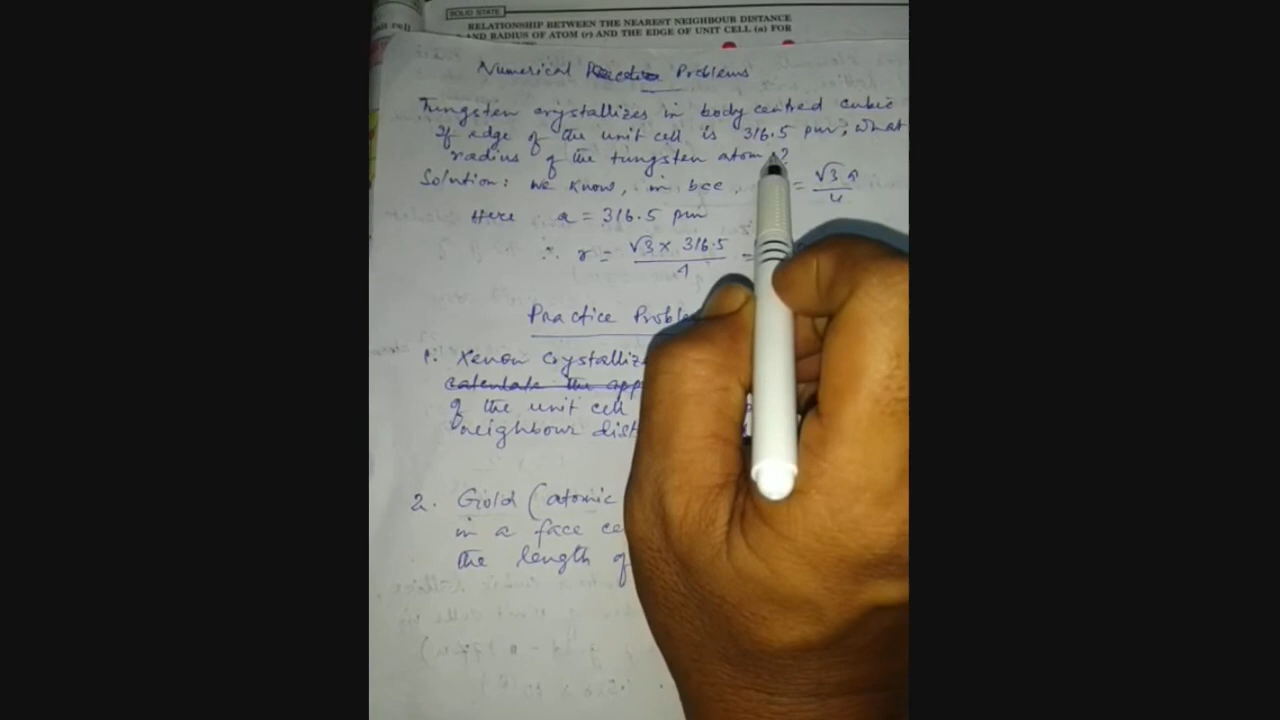 SOLID STATE
RELATIONSHIP BETWEEN THE NEAREST NEIGHBOUR DISTANCE
AND RADIUS OF ATOM (r) AND THE EDGE OF UNIT CELL (a) FOR
Numerical Problems
Tungsten crystallizes in body centred cubic
If edge of the unit cell is 316.5 pm, what
radius of the tungsten atom ?
Solution: We know, in bcc, = √3 a / 4
Here a = 316.5 pm
∴ r = √3 × 316.5 / 4 =
Practice Proble
1. Xenon crystalliz
calculate the app
of the unit cell
neighbour dist
2. Gold (atomic
in a face ce
the length of